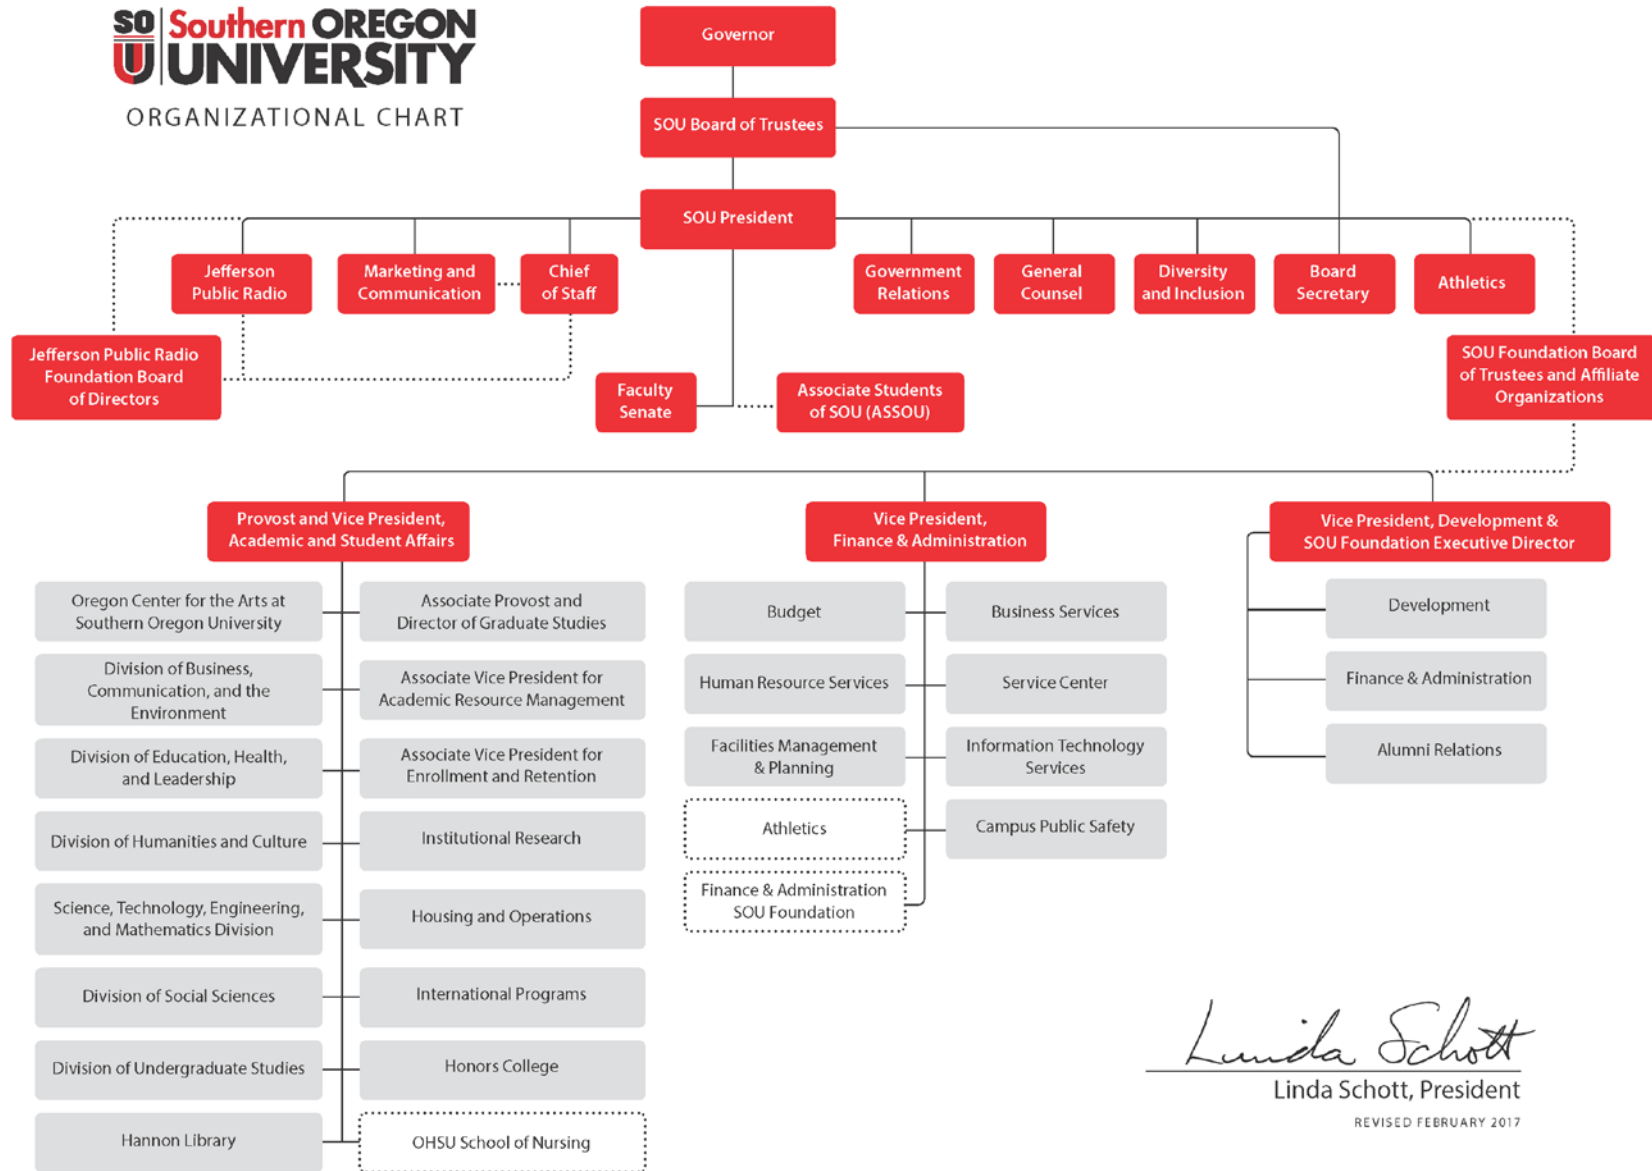 SO
U
Southern OREGON
UNIVERSITY
ORGANIZATIONAL CHART
Governor
SOU Board of Trustees
SOU President
Jefferson
Public Radio
Marketing and
Communication
Chief
of Staff
Government
Relations
General
Counsel
Diversity
and Inclusion
Board
Secretary
Athletics
Jefferson Public Radio
Foundation Board
of Directors
SOU Foundation Board
of Trustees and Affiliate
Organizations
Faculty
Senate
Associate Students
of SOU (ASSOU)
Provost and Vice President,
Academic and Student Affairs
Vice President,
Finance & Administration
Vice President, Development &
SOU Foundation Executive Director
Oregon Center for the Arts at
Southern Oregon University
Associate Provost and
Director of Graduate Studies
Division of Business,
Communication, and the
Environment
Associate Vice President for
Academic Resource Management
Division of Education, Health,
and Leadership
Associate Vice President for
Enrollment and Retention
Division of Humanities and Culture
Institutional Research
Science, Technology, Engineering,
and Mathematics Division
Housing and Operations
Division of Social Sciences
International Programs
Division of Undergraduate Studies
Honors College
Hannon Library
OHSU School of Nursing
Budget
Business Services
Human Resource Services
Service Center
Facilities Management
& Planning
Information Technology
Services
Athletics
Campus Public Safety
Finance & Administration
SOU Foundation
Development
Finance & Administration
Alumni Relations
Linda Schott
Linda Schott, President
REVISED FEBRUARY 2017